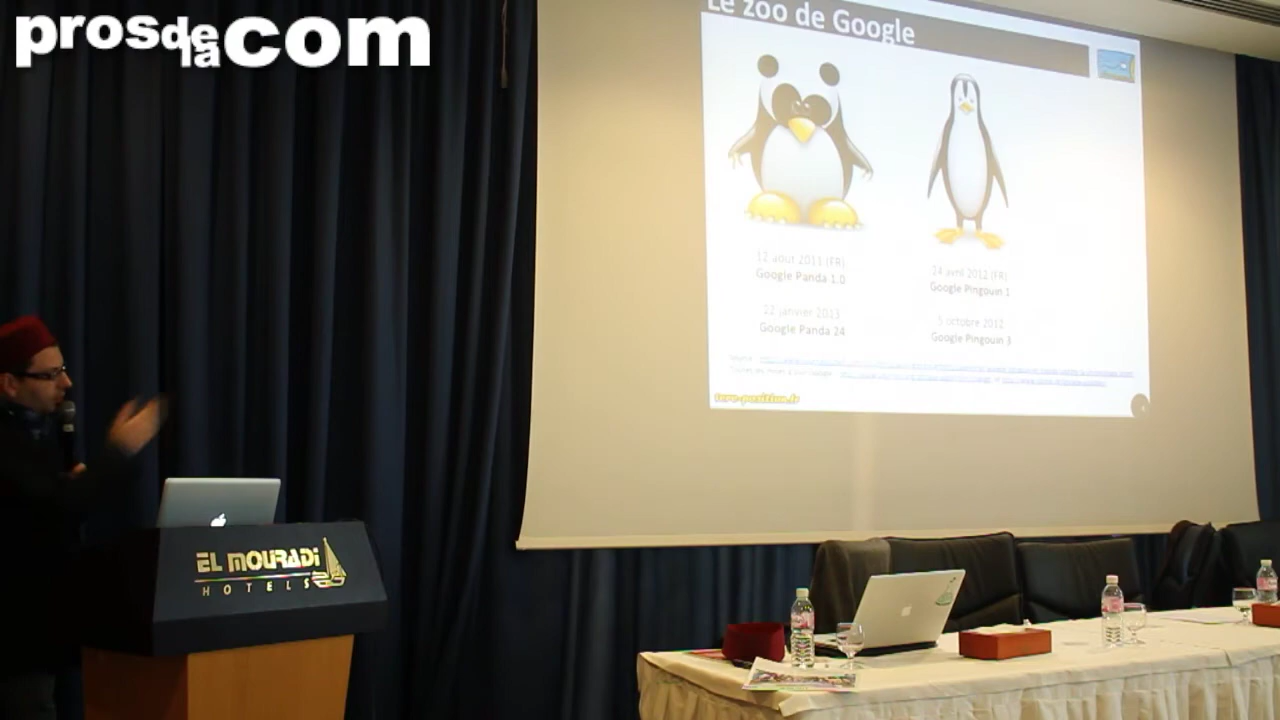 prosdelacom
Le zoo de Google
12 août 2011 (FR)
Google Panda 1.0
22 janvier 2013
Google Panda 24
24 avril 2012 (FR)
Google Pingouin 1
5 octobre 2012
Google Pingouin 3
EL MOURADI
HOTELS